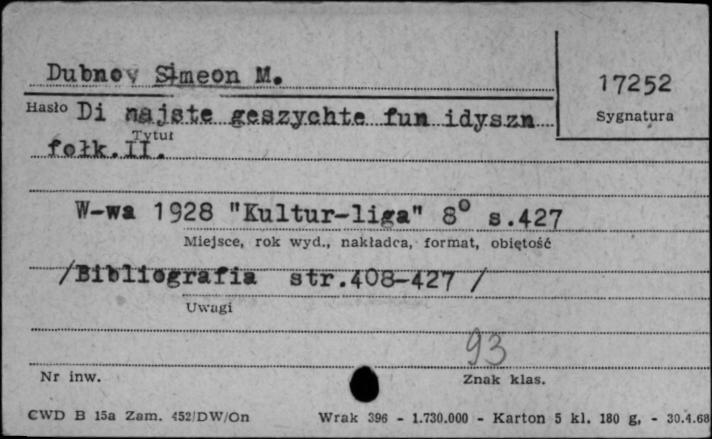 Dubnov Simeon M.
17252
Hasło Di najste geszychte fun idyszn
Sygnatura
Tytuł
fołk.II.
W-wa 1928 "Kultur-liga" 8° s.427
Miejsce, rok wyd., nakładca, format, objętość
/Bibliografia str.408-427 /
Uwagi
93
Nr inw.
Znak klas.
CWD B 15a Zam. 452/DW/On Wrak 396 - 1.730.000 - Karton 5 kl. 180 g, - 30.4.68